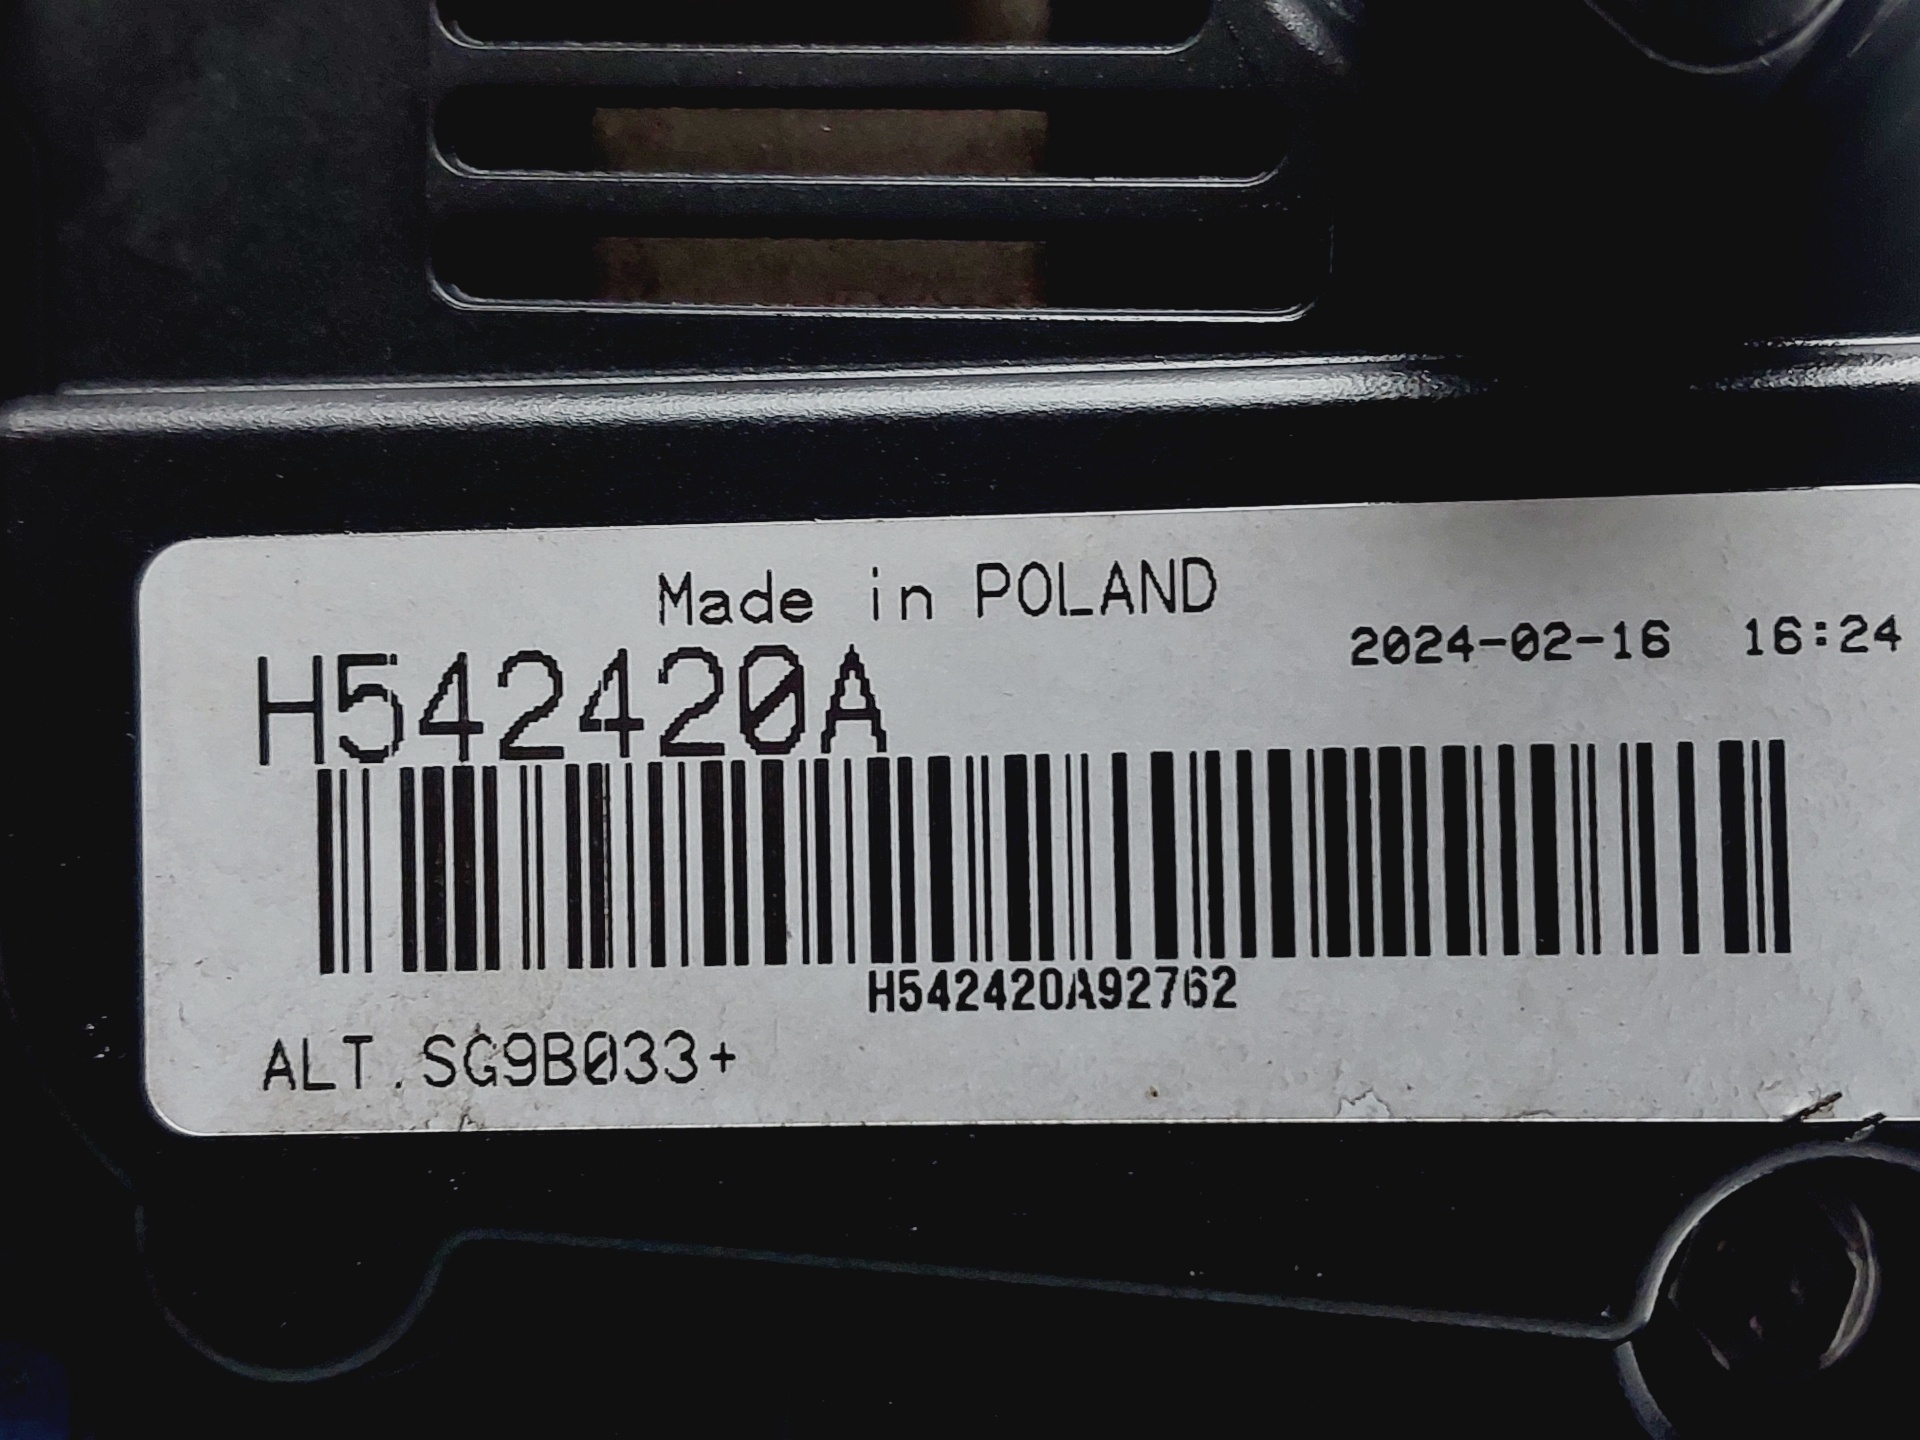 Made in POLAND
2024-02-16 16:24
H542420A
H542420A92762
ALT.SG9B033+